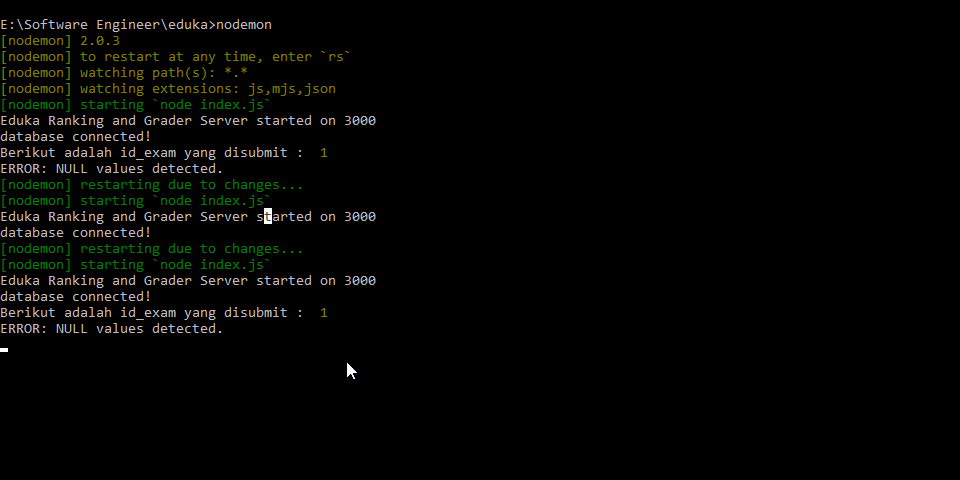 E:\Software Engineer\eduka>nodemon
[nodemon] 2.0.3
[nodemon] to restart at any time, enter `rs`
[nodemon] watching path(s): *.*
[nodemon] watching extensions: js,mjs,json
[nodemon] starting `node index.js`
Eduka Ranking and Grader Server started on 3000
database connected!
Berikut adalah id_exam yang disubmit :  1
ERROR: NULL values detected.
[nodemon] restarting due to changes...
[nodemon] starting `node index.js`
Eduka Ranking and Grader Server started on 3000
database connected!
[nodemon] restarting due to changes...
[nodemon] starting `node index.js`
Eduka Ranking and Grader Server started on 3000
database connected!
Berikut adalah id_exam yang disubmit :  1
ERROR: NULL values detected.